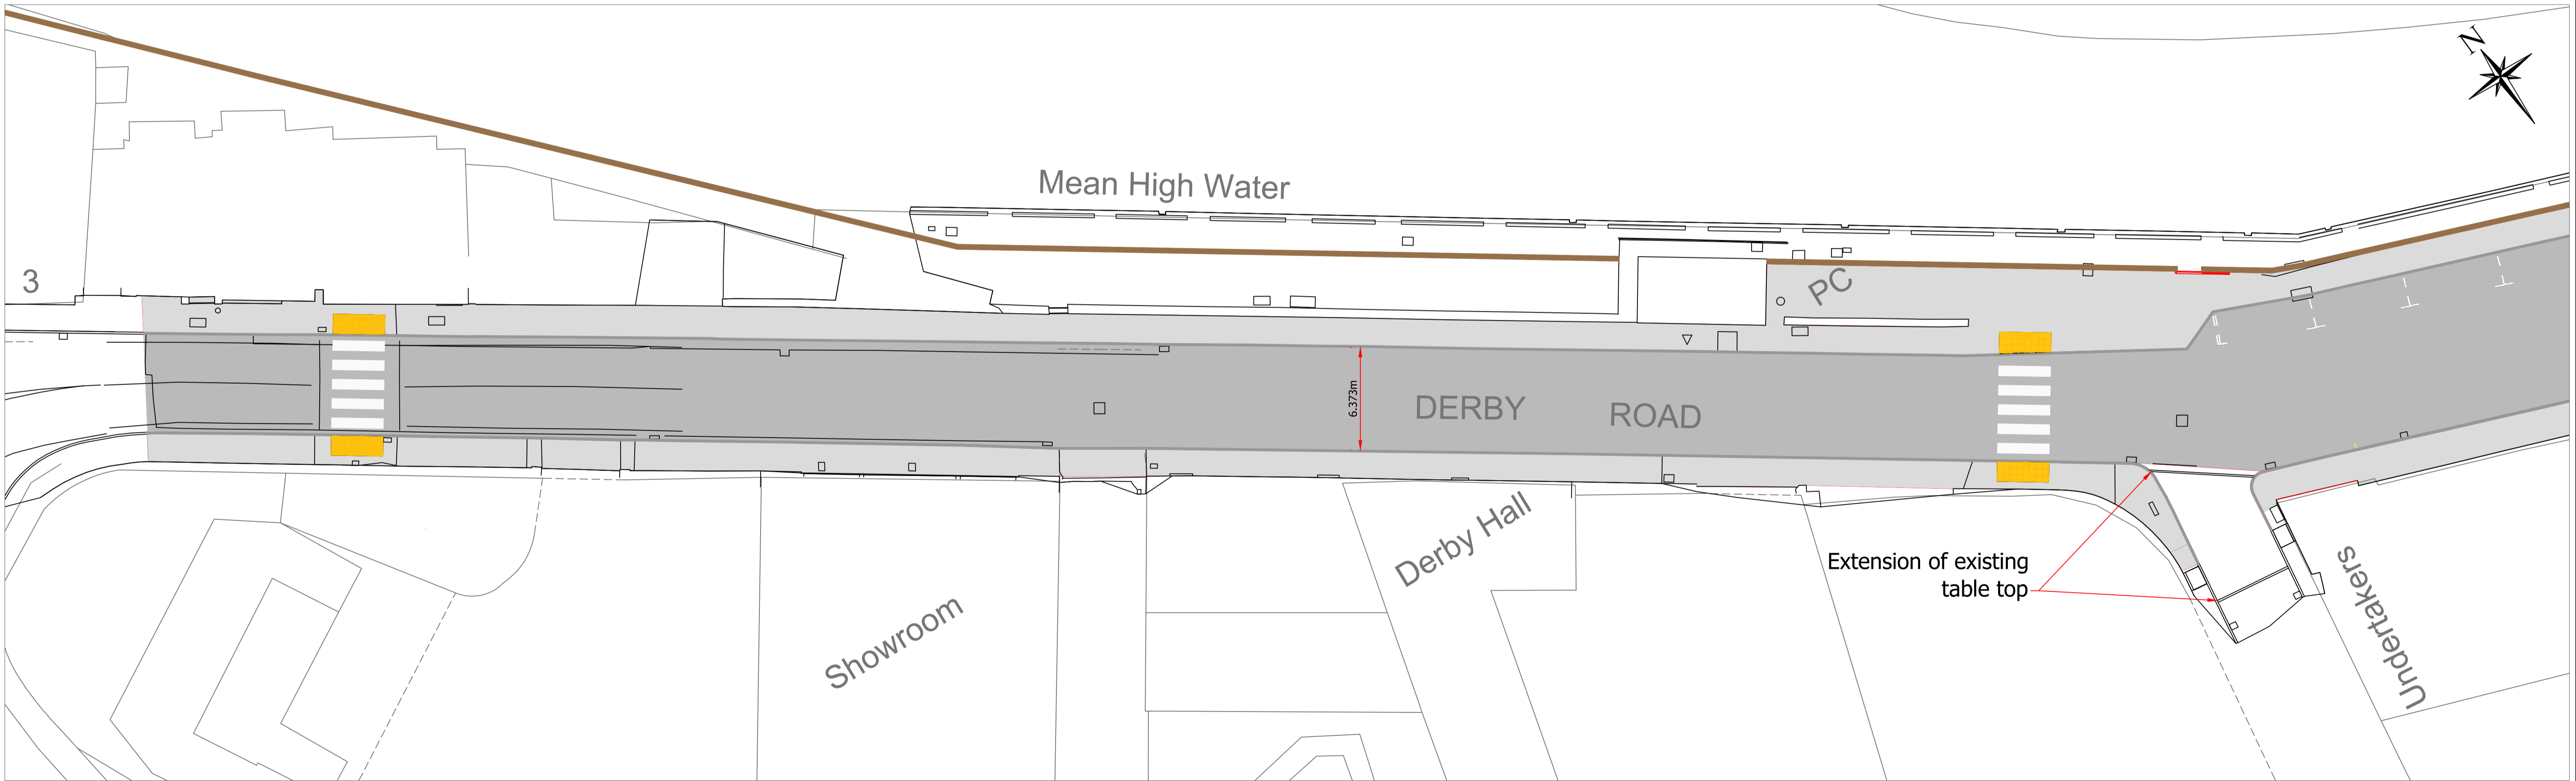 N
Mean High Water
3
PC
6.373m
DERBY ROAD
Derby Hall
Extension of existing
table top
Showroom
Undertakers